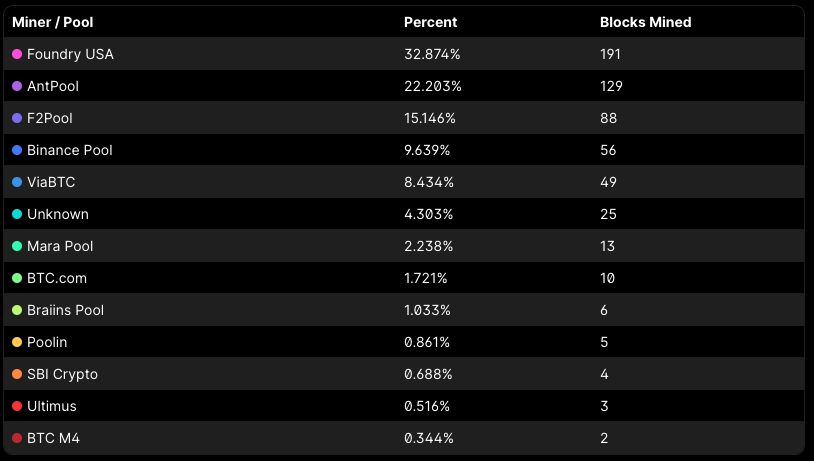 Miner / Pool Percent Blocks Mined
Foundry USA 32.874% 191
AntPool 22.203% 129
F2Pool 15.146% 88
Binance Pool 9.639% 56
ViaBTC 8.434% 49
Unknown 4.303% 25
Mara Pool 2.238% 13
BTC.com 1.721% 10
Braiins Pool 1.033% 6
Poolin 0.861% 5
SBI Crypto 0.688% 4
Ultimus 0.516% 3
BTC M4 0.344% 2